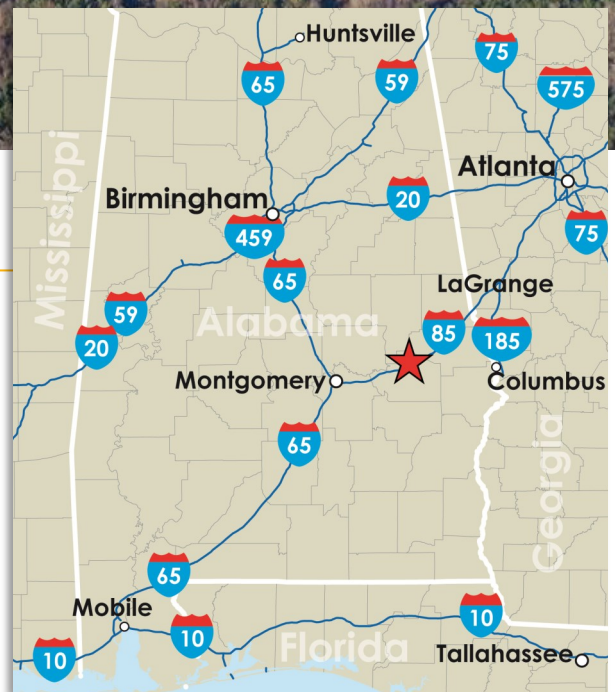 Huntsville
75
65
59
575
Mississippi
Atlanta
Birmingham
20
459
75
65
LaGrange
59
Alabama
85
185
20
Montgomery
Columbus
65
Georgia
65
Mobile
10
10
Florida
10
Tallahassee